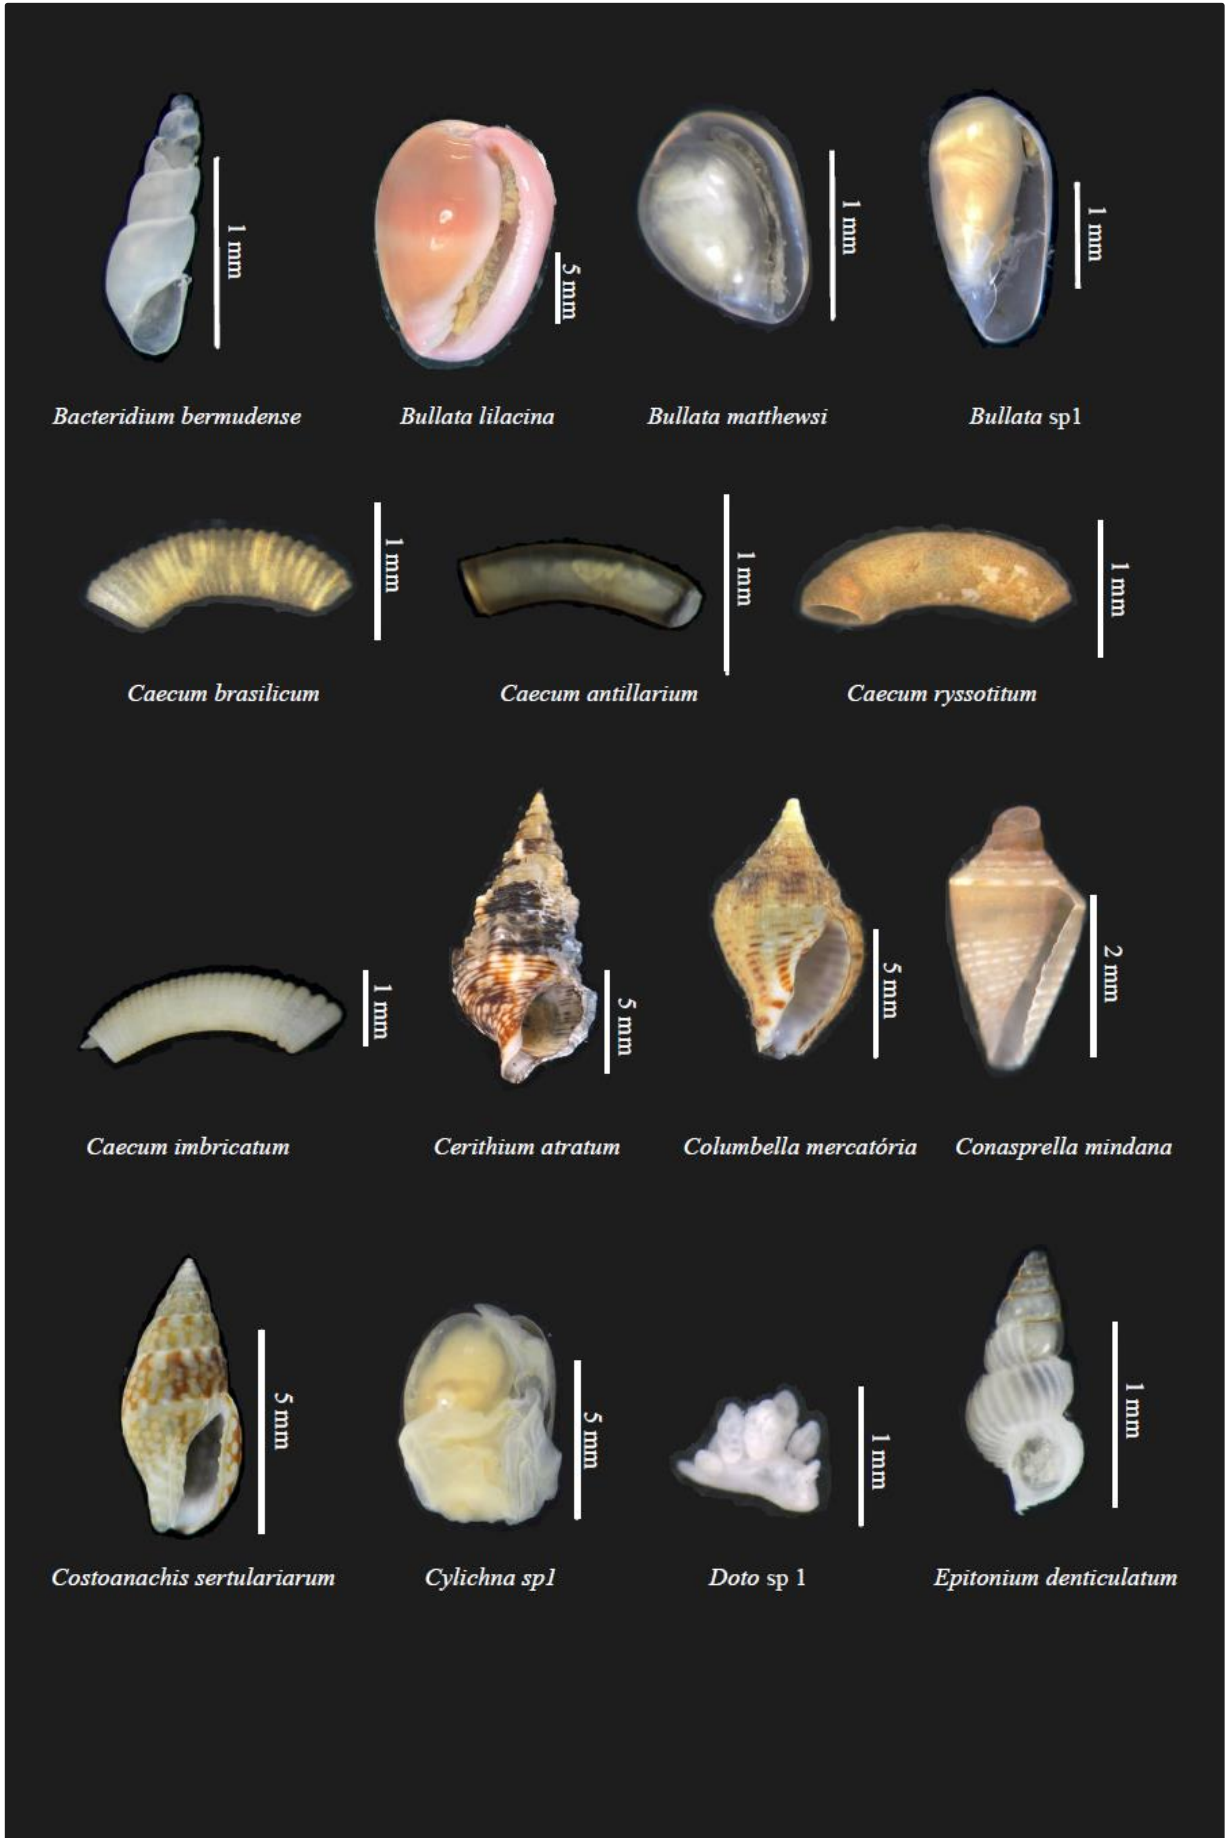 1 mm
5 mm
1 mm
1 mm
Bacteridium bermudense
Bullata lilacina
Bullata matthewsi
Bullata sp1
1 mm
1 mm
1 mm
Caecum brasilicum
Caecum antillarium
Caecum ryssotitum
1 mm
5 mm
5 mm
2 mm
Caecum imbricatum
Cerithium atratum
Columbella mercatória
Conasprella mindana
5 mm
5 mm
1 mm
1 mm
Costoanachis sertulariarum
Cylichna sp1
Doto sp 1
Epitonium denticulatum